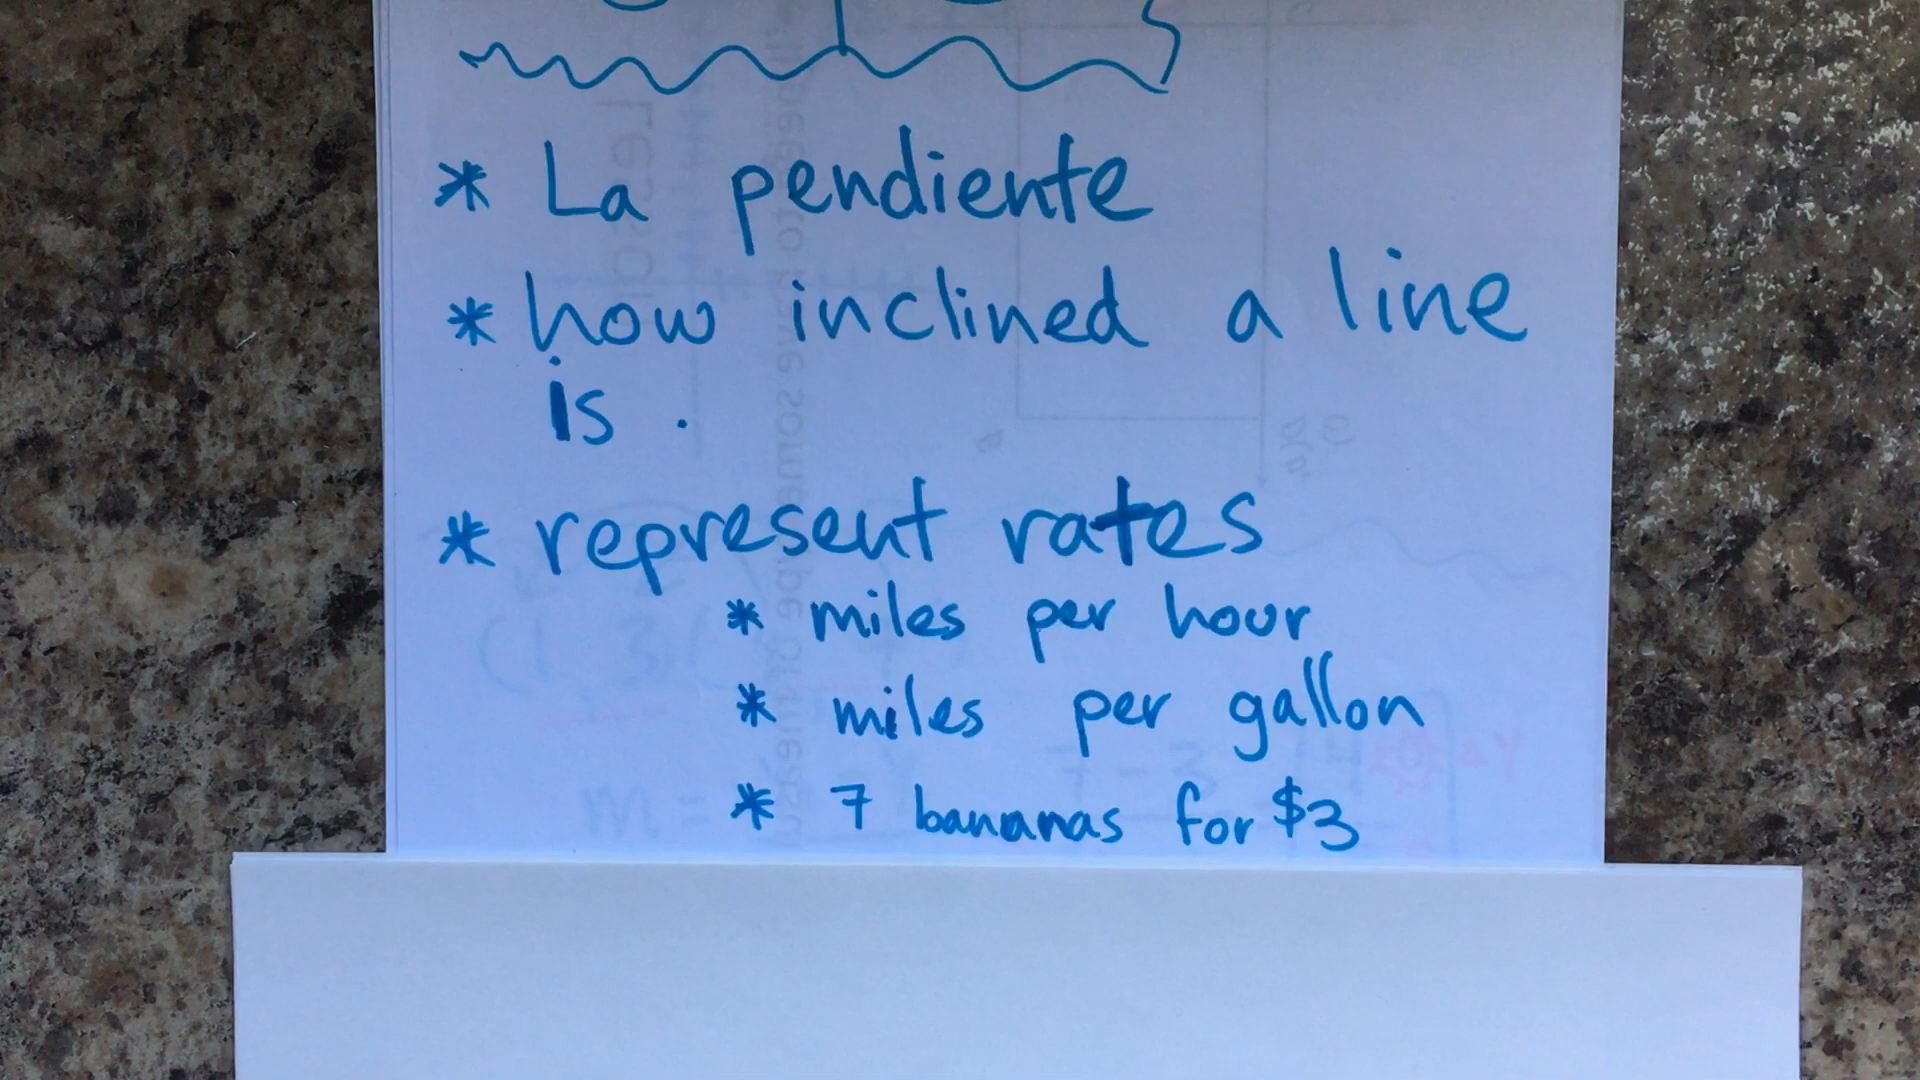 * La pendiente
* how inclined a line
is.
* represent rates
* miles per hour
* miles per gallon
* 7 bananas for $3